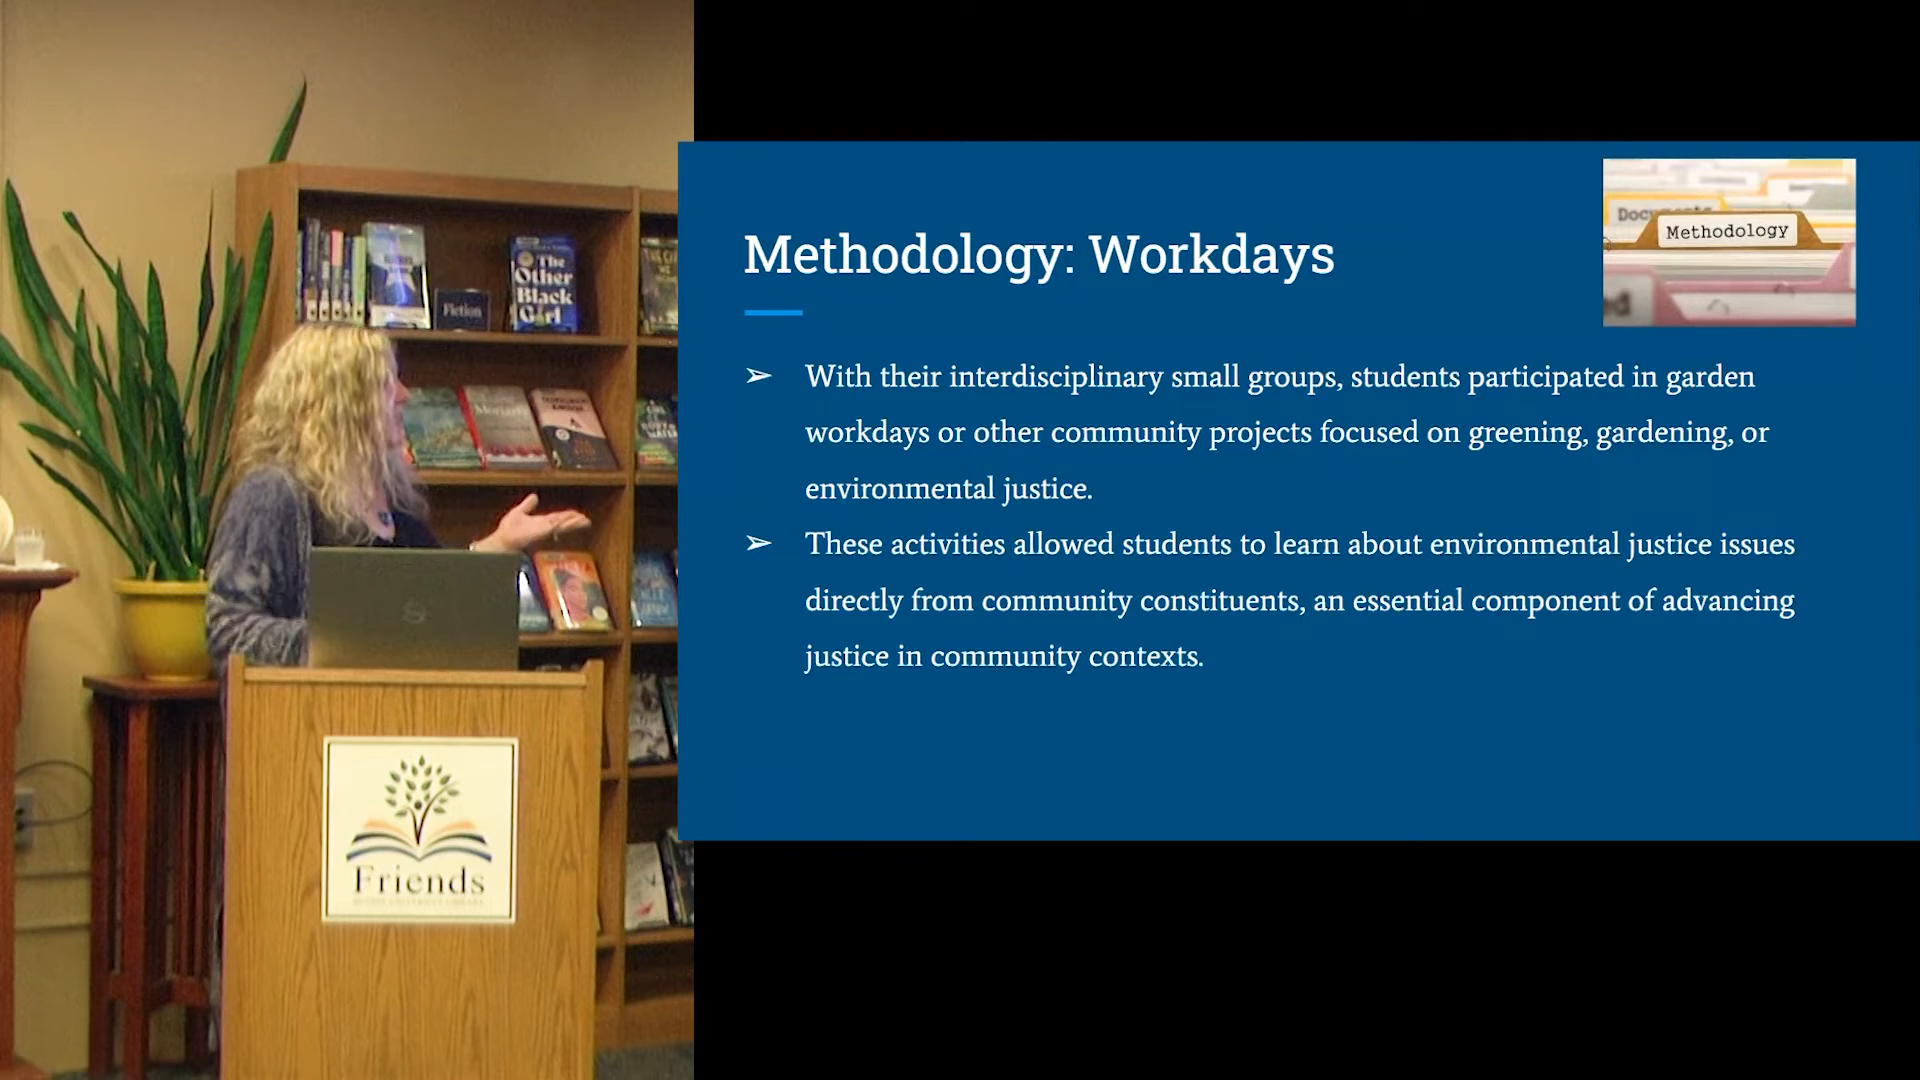 Methodology: Workdays
Documents
Methodology
➢ With their interdisciplinary small groups, students participated in garden
workdays or other community projects focused on greening, gardening, or
environmental justice.
➢ These activities allowed students to learn about environmental justice issues
directly from community constituents, an essential component of advancing
justice in community contexts.
Fiction
The
Other
Black
Girl
Moriarty
Friends